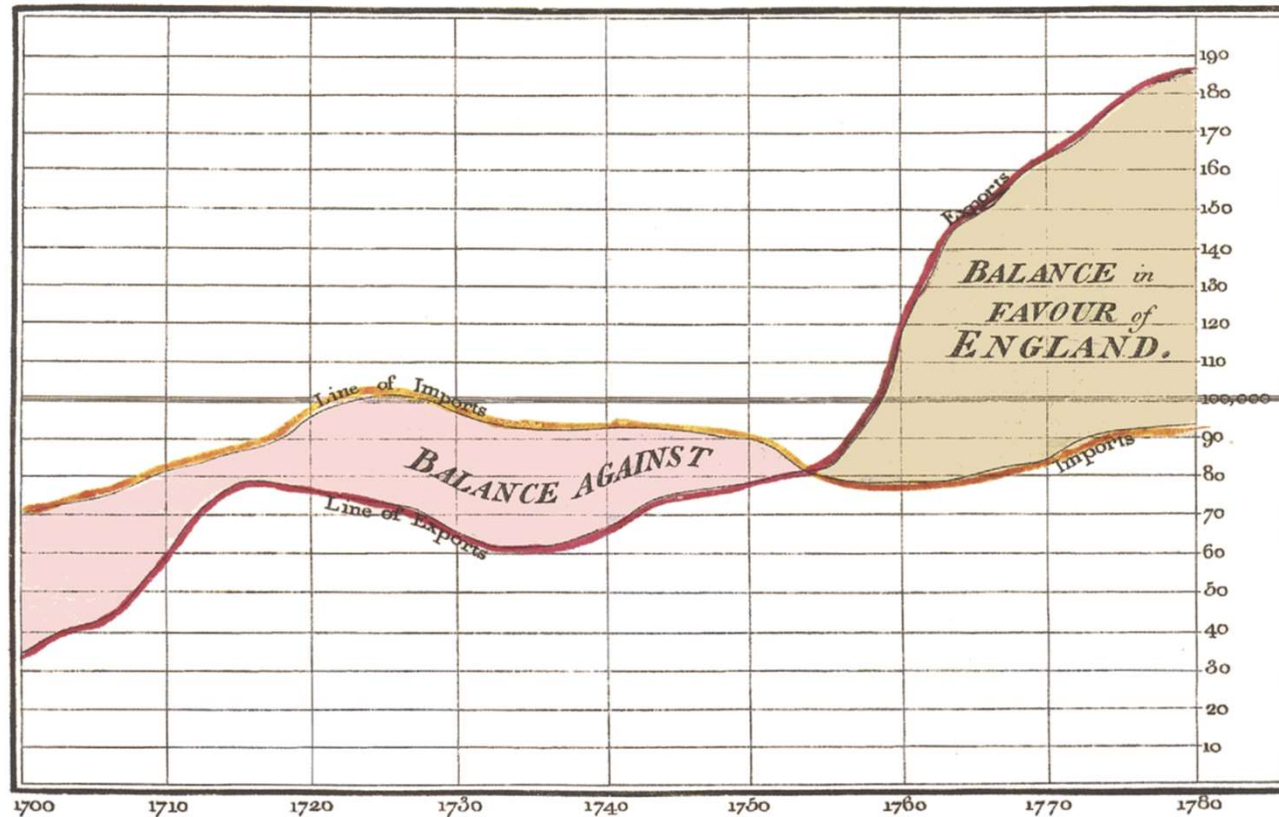 190
180
170
160
150
140
130
120
110
100,000
90
80
70
60
50
40
30
20
10
Exports
BALANCE in
FAVOUR of
ENGLAND.
Line of Imports
BALANCE AGAINST
Imports
Line of Exports
1700 1710 1720 1730 1740 1750 1760 1770 1780